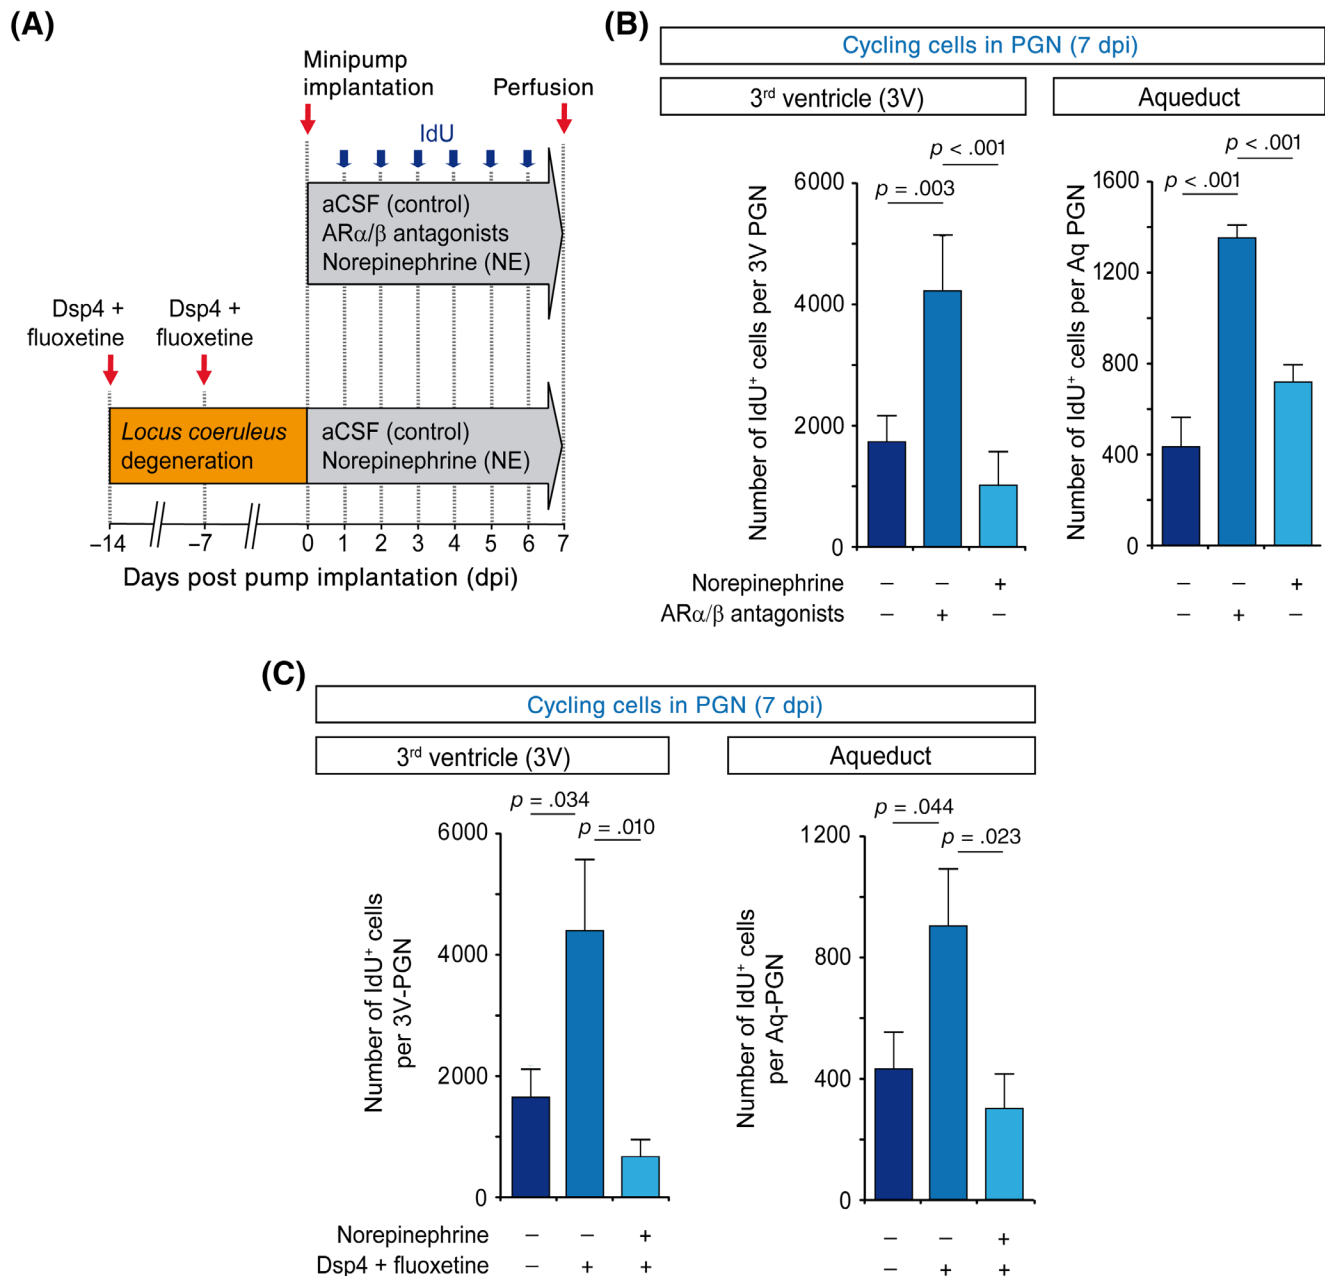 (A)
Minipump
implantation
Perfusion
IdU
aCSF (control)
ARα/β antagonists
Norepinephrine (NE)
Dsp4 +
fluoxetine
Dsp4 +
fluoxetine
Locus coeruleus
degeneration
aCSF (control)
Norepinephrine (NE)
−14 −7 0 1 2 3 4 5 6 7
Days post pump implantation (dpi)
(B)
Cycling cells in PGN (7 dpi)
3rd ventricle (3V)
p < .001
p = .003
6000
4000
2000
0
Number of IdU+ cells per 3V PGN
Aqueduct
p < .001
p < .001
1600
1200
800
400
0
Number of IdU+ cells per Aq PGN
Norepinephrine − − + − − +
ARα/β antagonists − + − − + −
(C)
Cycling cells in PGN (7 dpi)
3rd ventricle (3V)
p = .034
p = .010
6000
4000
2000
0
Number of IdU+ cells
per 3V-PGN
Aqueduct
p = .044
p = .023
1200
800
400
0
Number of IdU+ cells
per Aq-PGN
Norepinephrine − − + − − +
Dsp4 + fluoxetine − + + − + +